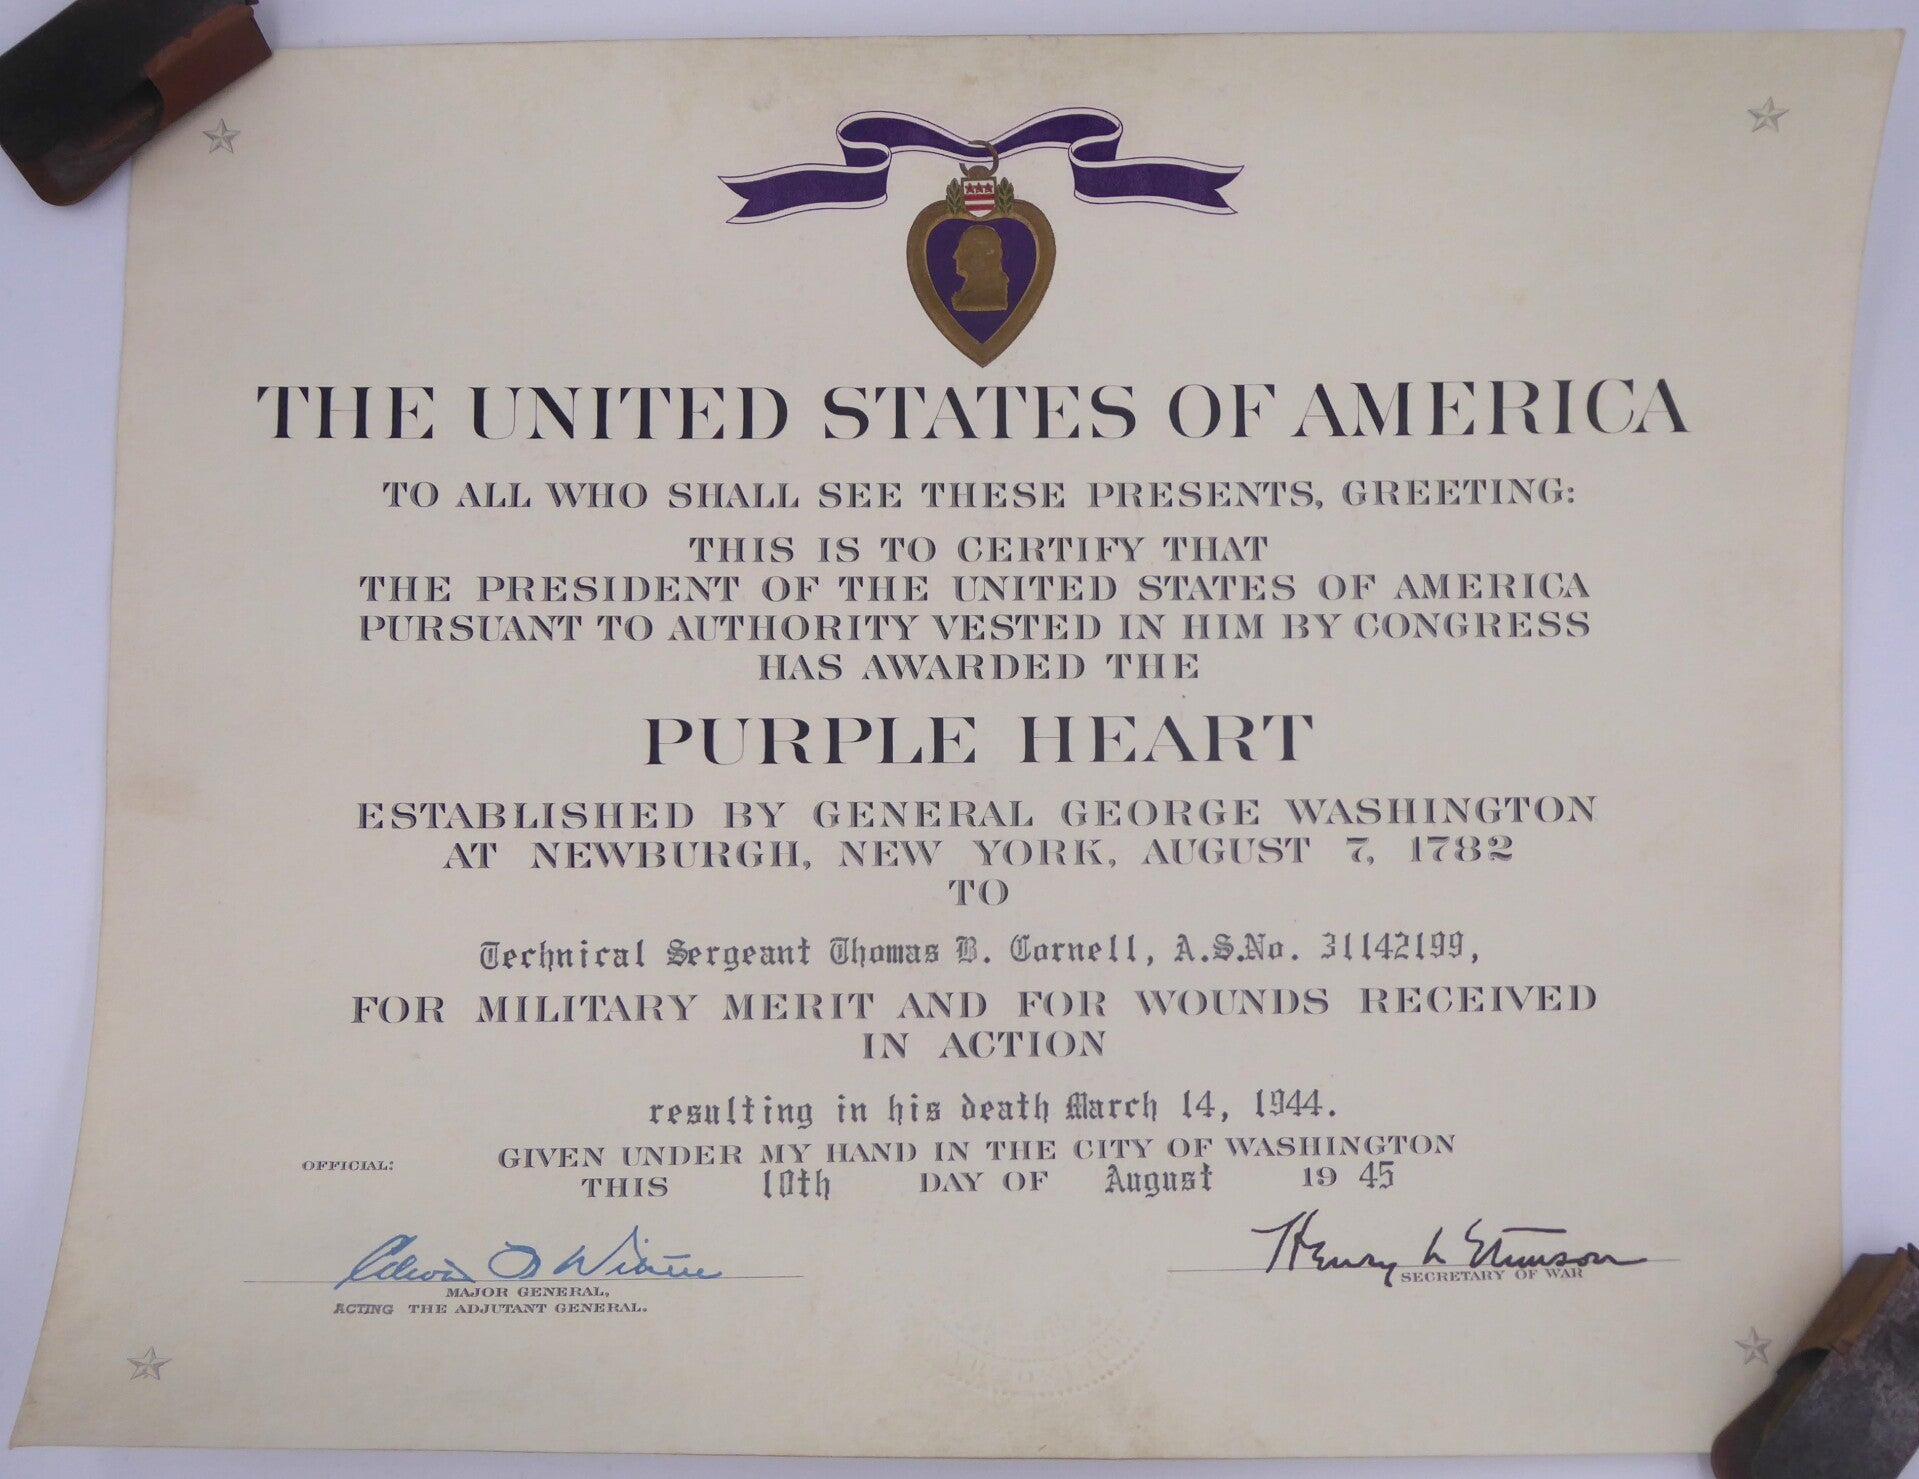 THE UNITED STATES OF AMERICA
TO ALL WHO SHALL SEE THESE PRESENTS, GREETING:
THIS IS TO CERTIFY THAT
THE PRESIDENT OF THE UNITED STATES OF AMERICA
PURSUANT TO AUTHORITY VESTED IN HIM BY CONGRESS
HAS AWARDED THE
PURPLE HEART
ESTABLISHED BY GENERAL GEORGE WASHINGTON
AT NEWBURGH, NEW YORK, AUGUST 7, 1782
TO
Technical Sergeant Thomas B. Cornell, A.S.No. 31142199,
FOR MILITARY MERIT AND FOR WOUNDS RECEIVED
IN ACTION
resulting in his death March 14, 1944.
GIVEN UNDER MY HAND IN THE CITY OF WASHINGTON
OFFICIAL:
THIS 10th DAY OF August 1945
Henry L Stimson
MAJOR GENERAL,
SECRETARY OF WAR
ACTING THE ADJUTANT GENERAL.